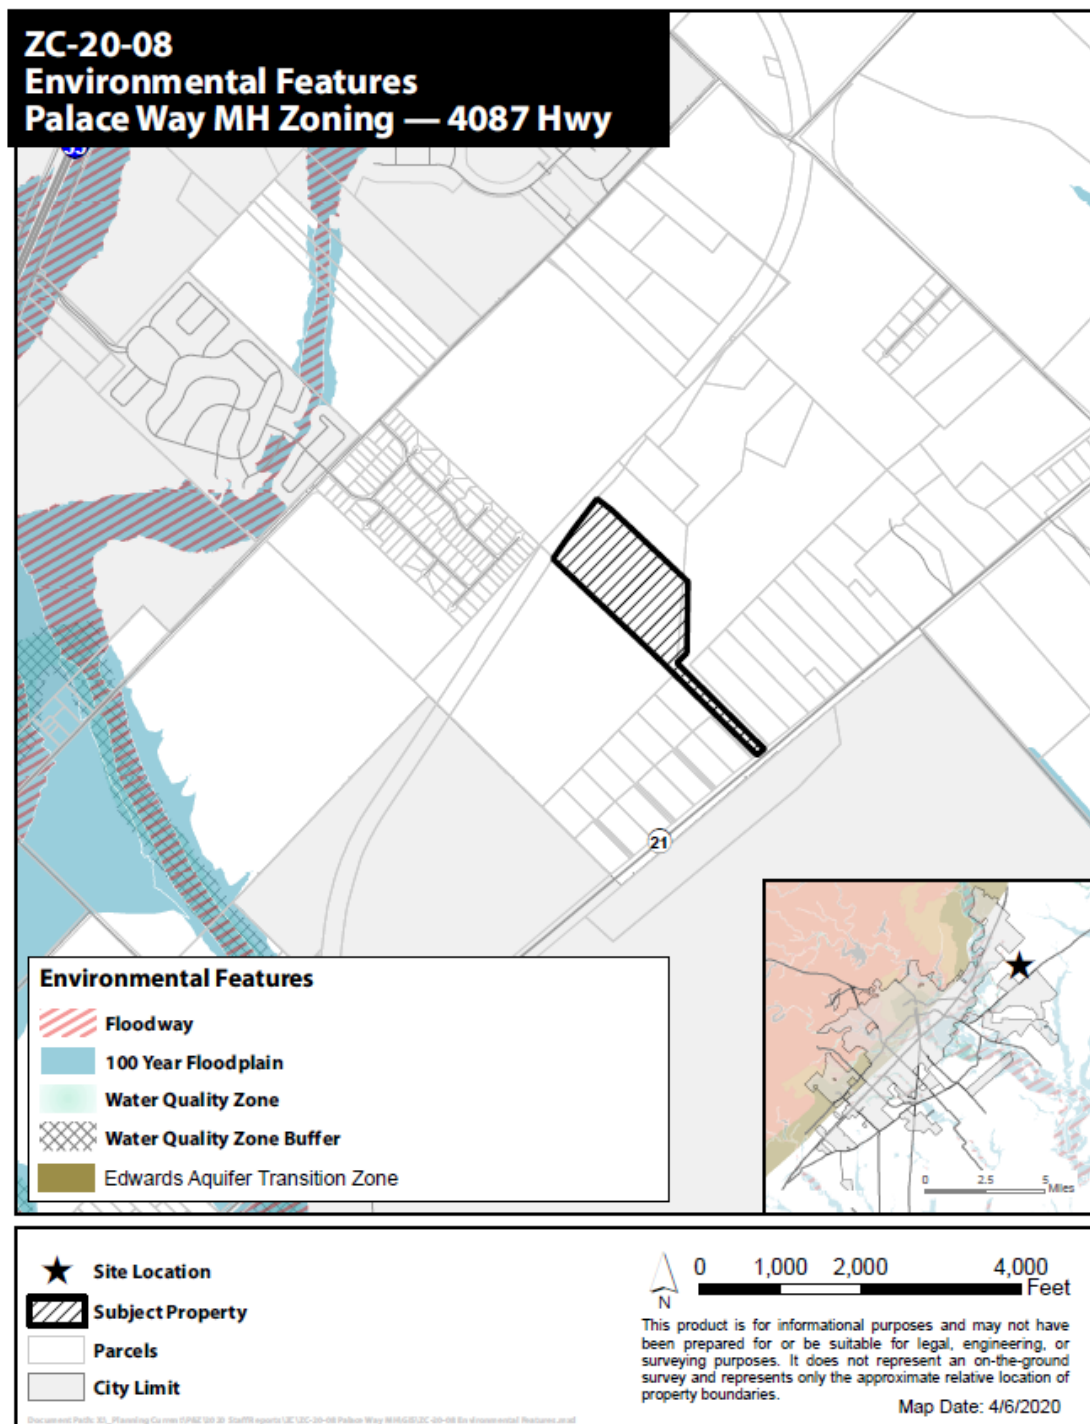 ZC-20-08
Environmental Features
Palace Way MH Zoning — 4087 Hwy
35
21
Environmental Features
Floodway
100 Year Floodplain
Water Quality Zone
Water Quality Zone Buffer
Edwards Aquifer Transition Zone
0 2.5 5
Miles
Site Location
Subject Property
Parcels
City Limit
0 1,000 2,000 4,000
Feet
N
This product is for informational purposes and may not have
been prepared for or be suitable for legal, engineering, or
surveying purposes. It does not represent an on-the-ground
survey and represents only the approximate relative location of
property boundaries.
Map Date: 4/6/2020